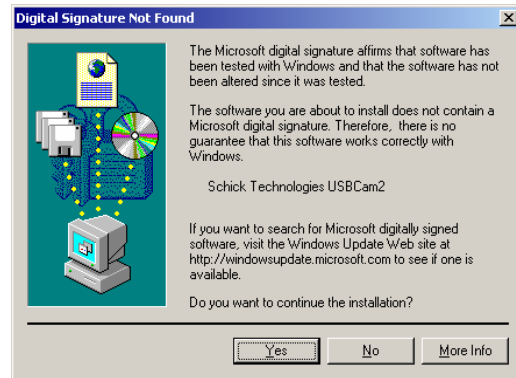 Digital Signature Not Found
The Microsoft digital signature affirms that software has
been tested with Windows and that the software has not
been altered since it was tested.
The software you are about to install does not contain a
Microsoft digital signature. Therefore, there is no
guarantee that this software works correctly with
Windows.
Schick Technologies USBCam2
If you want to search for Microsoft digitally signed
software, visit the Windows Update Web site at
http://windowsupdate.microsoft.com to see if one is
available.
Do you want to continue the installation?
Yes No More Info